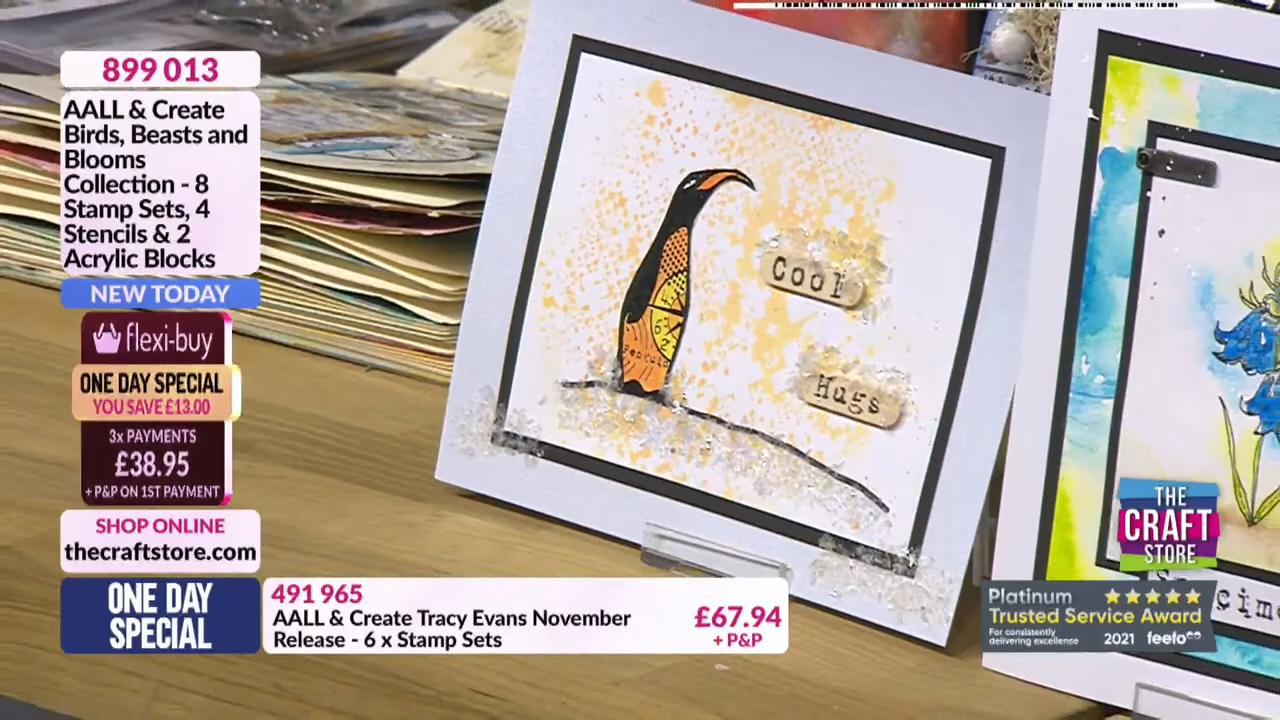 899 013
AALL & Create
Birds, Beasts and
Blooms
Collection - 8
Stamp Sets, 4
Stencils & 2
Acrylic Blocks
NEW TODAY
flexi-buy
ONE DAY SPECIAL
YOU SAVE £13.00
3x PAYMENTS
£38.95
+ P&P ON 1ST PAYMENT
SHOP ONLINE
thecraftstore.com
ONE DAY
SPECIAL
491 965
AALL & Create Tracy Evans November
Release - 6 x Stamp Sets
£67.94
+ P&P
Cool
Hugs
THE
CRAFT
STORE
Platinum
Trusted Service Award
For consistently
delivering excellence
2021 feefo